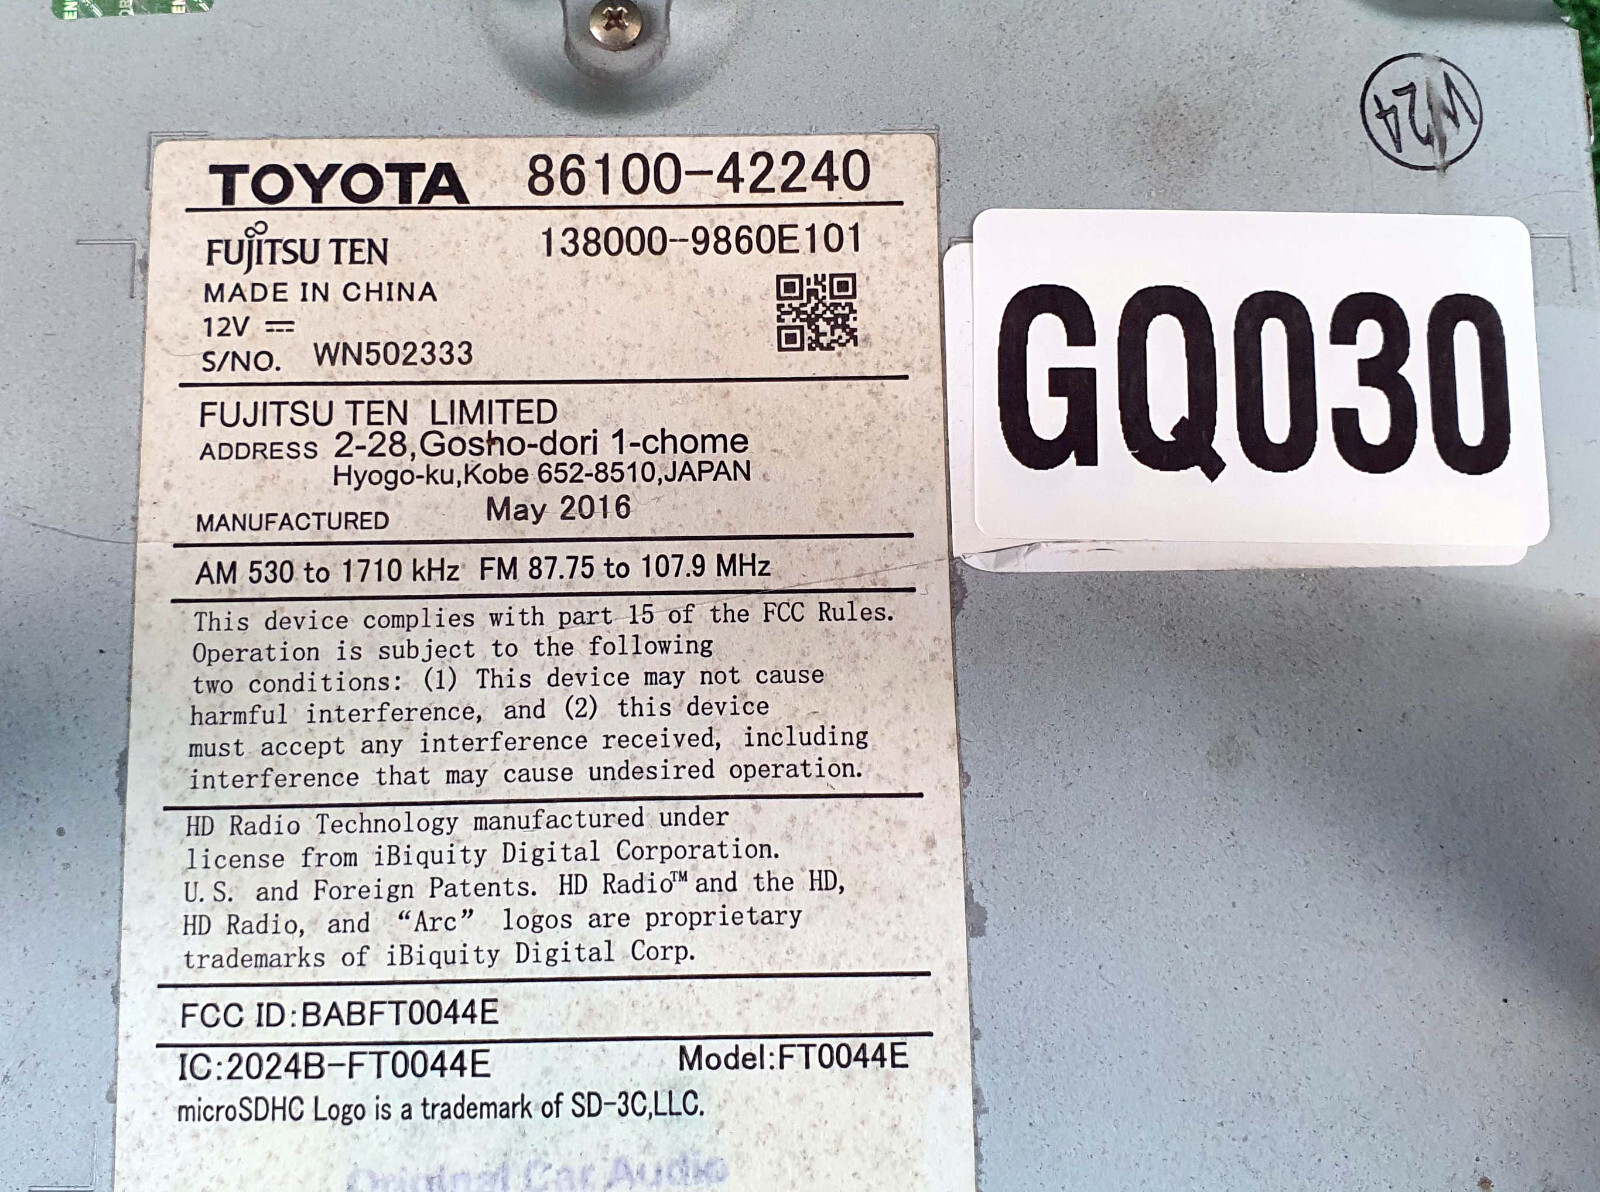 TOYOTA 86100-42240
FUJITSU TEN 138000-9860E101
MADE IN CHINA
12V
S/NO. WN502333
FUJITSU TEN LIMITED
ADDRESS 2-28,Gosho-dori 1-chome
Hyogo-ku,Kobe 652-8510,JAPAN
MANUFACTURED May 2016
AM 530 to 1710 kHz FM 87.75 to 107.9 MHz
This device complies with part 15 of the FCC Rules.
Operation is subject to the following
two conditions: (1) This device may not cause
harmful interference, and (2) this device
must accept any interference received, including
interference that may cause undesired operation.
HD Radio Technology manufactured under
license from iBiquity Digital Corporation.
U.S. and Foreign Patents. HD Radio™ and the HD,
HD Radio, and “Arc” logos are proprietary
trademarks of iBiquity Digital Corp.
FCC ID:BABFT0044E
IC:2024B-FT0044E Model:FT0044E
microSDHC Logo is a trademark of SD-3C,LLC.
Original Car Audio
GQ030